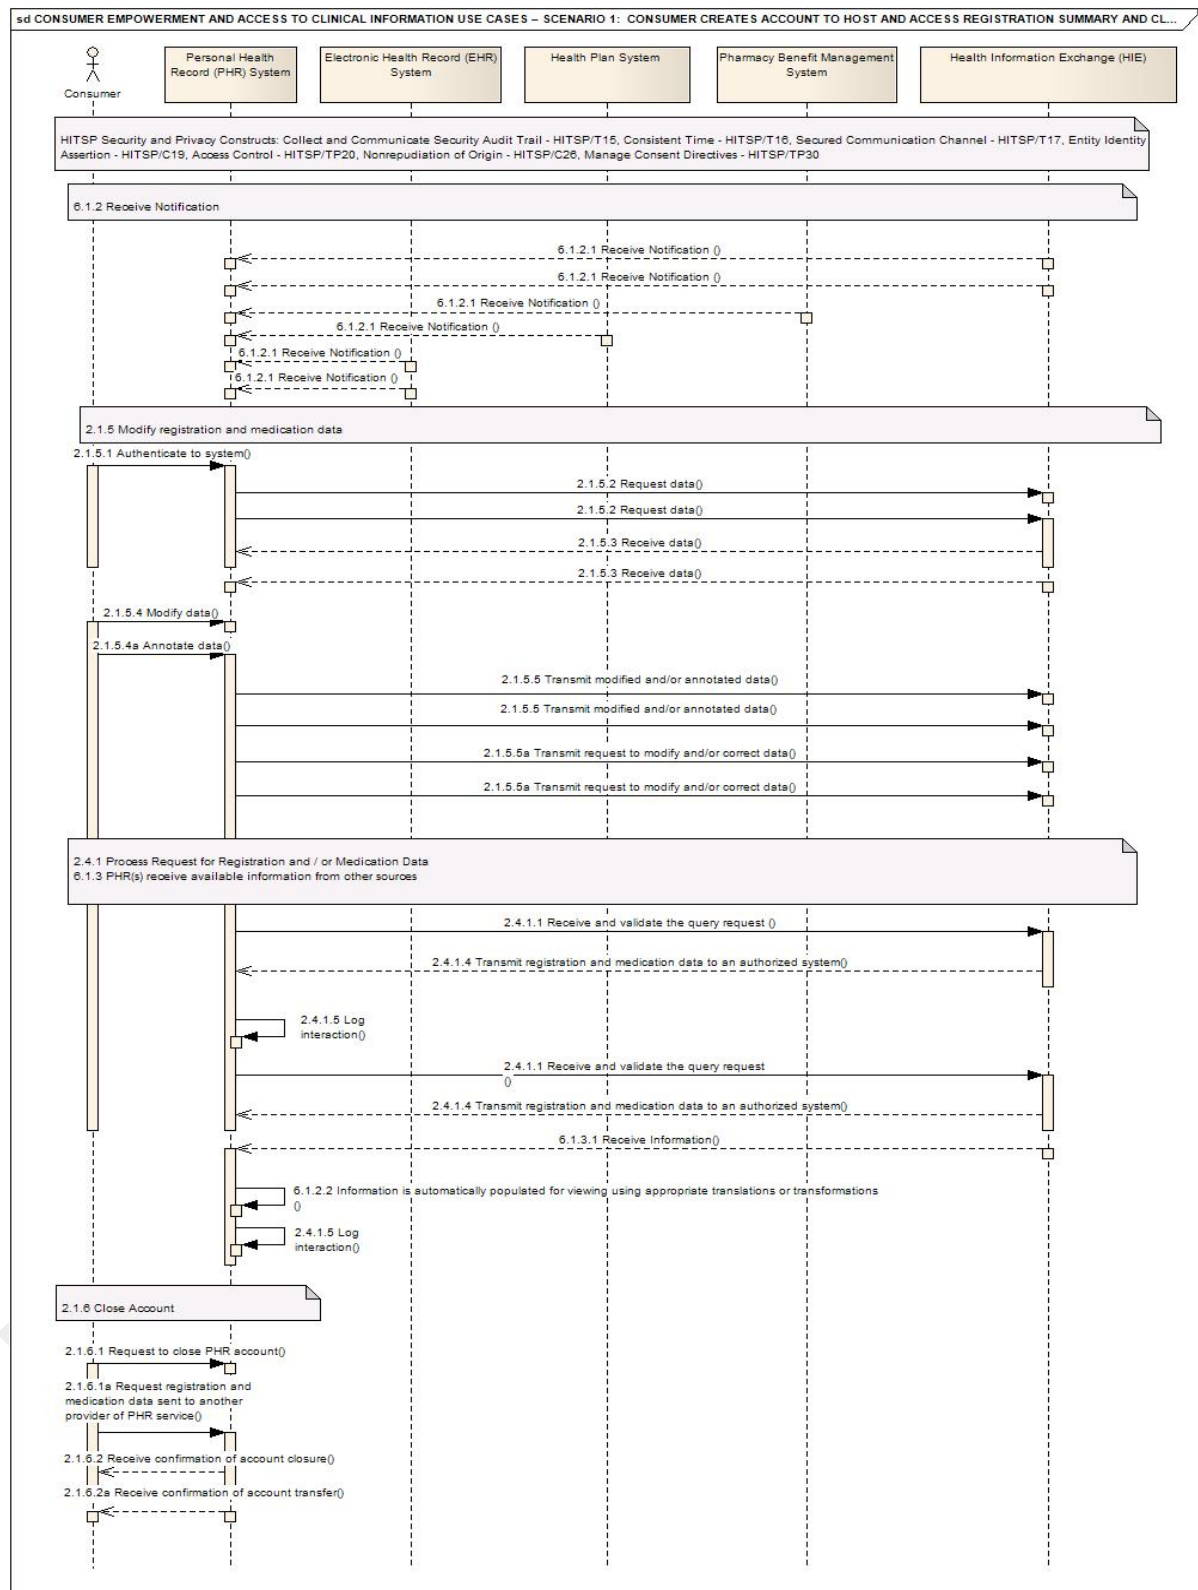 sd CONSUMER EMPOWERMENT AND ACCESS TO CLINICAL INFORMATION USE CASES – SCENARIO 1: CONSUMER CREATES ACCOUNT TO HOST AND ACCESS REGISTRATION SUMMARY AND CL...
Consumer
Personal Health
Record (PHR) System
Electronic Health Record (EHR)
System
Health Plan System
Pharmacy Benefit Management
System
Health Information Exchange (HIE)
HITSP Security and Privacy Constructs: Collect and Communicate Security Audit Trail - HITSP/T15, Consistent Time - HITSP/T16, Secured Communication Channel - HITSP/T17, Entity Identity
Assertion - HITSP/C19, Access Control - HITSP/TP20, Nonrepudiation of Origin - HITSP/C26, Manage Consent Directives - HITSP/TP30
6.1.2 Receive Notification
6.1.2.1 Receive Notification ()
6.1.2.1 Receive Notification ()
6.1.2.1 Receive Notification ()
6.1.2.1 Receive Notification ()
6.1.2.1 Receive Notification ()
6.1.2.1 Receive Notification ()
2.1.5 Modify registration and medication data
2.1.5.1 Authenticate to system()
2.1.5.2 Request data()
2.1.5.2 Request data()
2.1.5.3 Receive data()
2.1.5.3 Receive data()
2.1.5.4 Modify data()
2.1.5.4a Annotate data()
2.1.5.5 Transmit modified and/or annotated data()
2.1.5.5 Transmit modified and/or annotated data()
2.1.5.5a Transmit request to modify and/or correct data()
2.1.5.5a Transmit request to modify and/or correct data()
2.4.1 Process Request for Registration and / or Medication Data
6.1.3 PHR(s) receive available information from other sources
2.4.1.1 Receive and validate the query request ()
2.4.1.4 Transmit registration and medication data to an authorized system()
2.4.1.5 Log
interaction()
2.4.1.1 Receive and validate the query request
()
2.4.1.4 Transmit registration and medication data to an authorized system()
6.1.3.1 Receive Information()
6.1.2.2 Information is automatically populated for viewing using appropriate translations or transformations
()
2.4.1.5 Log
interaction()
2.1.6 Close Account
2.1.6.1 Request to close PHR account()
2.1.6.1a Request registration and
medication data sent to another
provider of PHR service()
2.1.6.2 Receive confirmation of account closure()
2.1.6.2a Receive confirmation of account transfer()